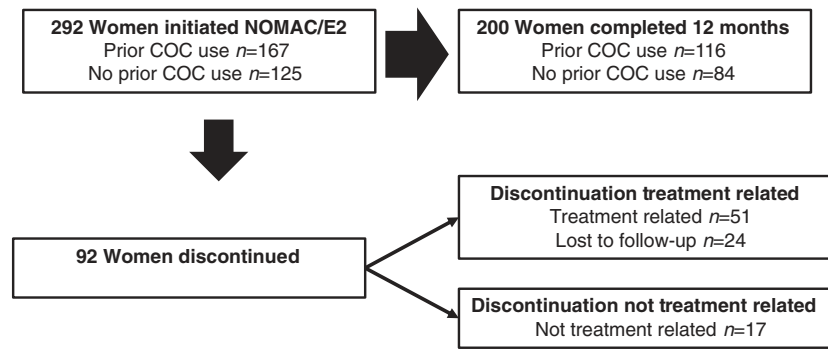 292 Women initiated NOMAC/E2
Prior COC use n=167
No prior COC use n=125
200 Women completed 12 months
Prior COC use n=116
No prior COC use n=84
92 Women discontinued
Discontinuation treatment related
Treatment related n=51
Lost to follow-up n=24
Discontinuation not treatment related
Not treatment related n=17